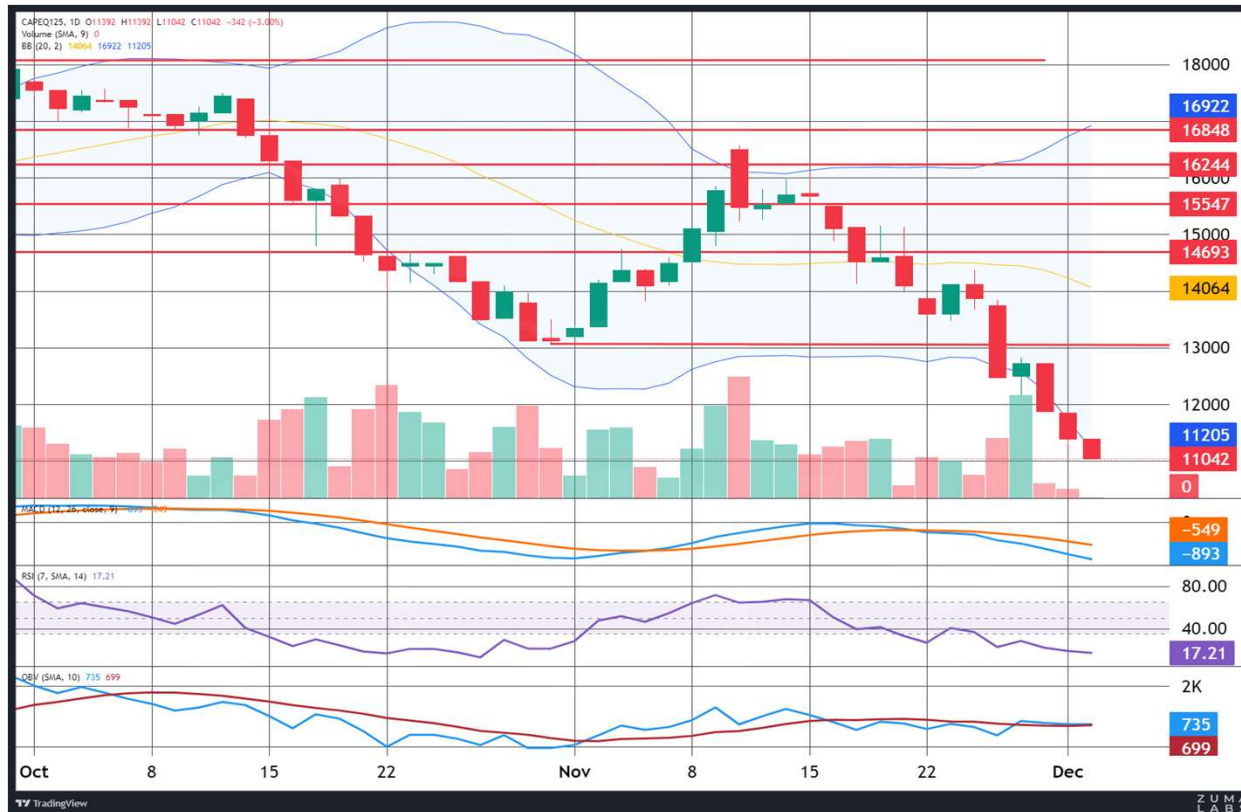 CAPEQ125, 1D O11392 H11392 L11042 C11042 −342 (−3.00%)
Volume (SMA, 9) 0
BB (20, 2) 14064 16922 11205
18000
16922
16848
16244
16000
15547
15000
14693
14064
13000
12000
11205
11042
0
MACD (12, 26, close, 9) −893 −549
−549
−893
RSI (7, SMA, 14) 17.21
80.00
40.00
17.21
OBV (SMA, 10) 735 699
2K
735
699
Oct 8 15 22 Nov 8 15 22 Dec
TradingView